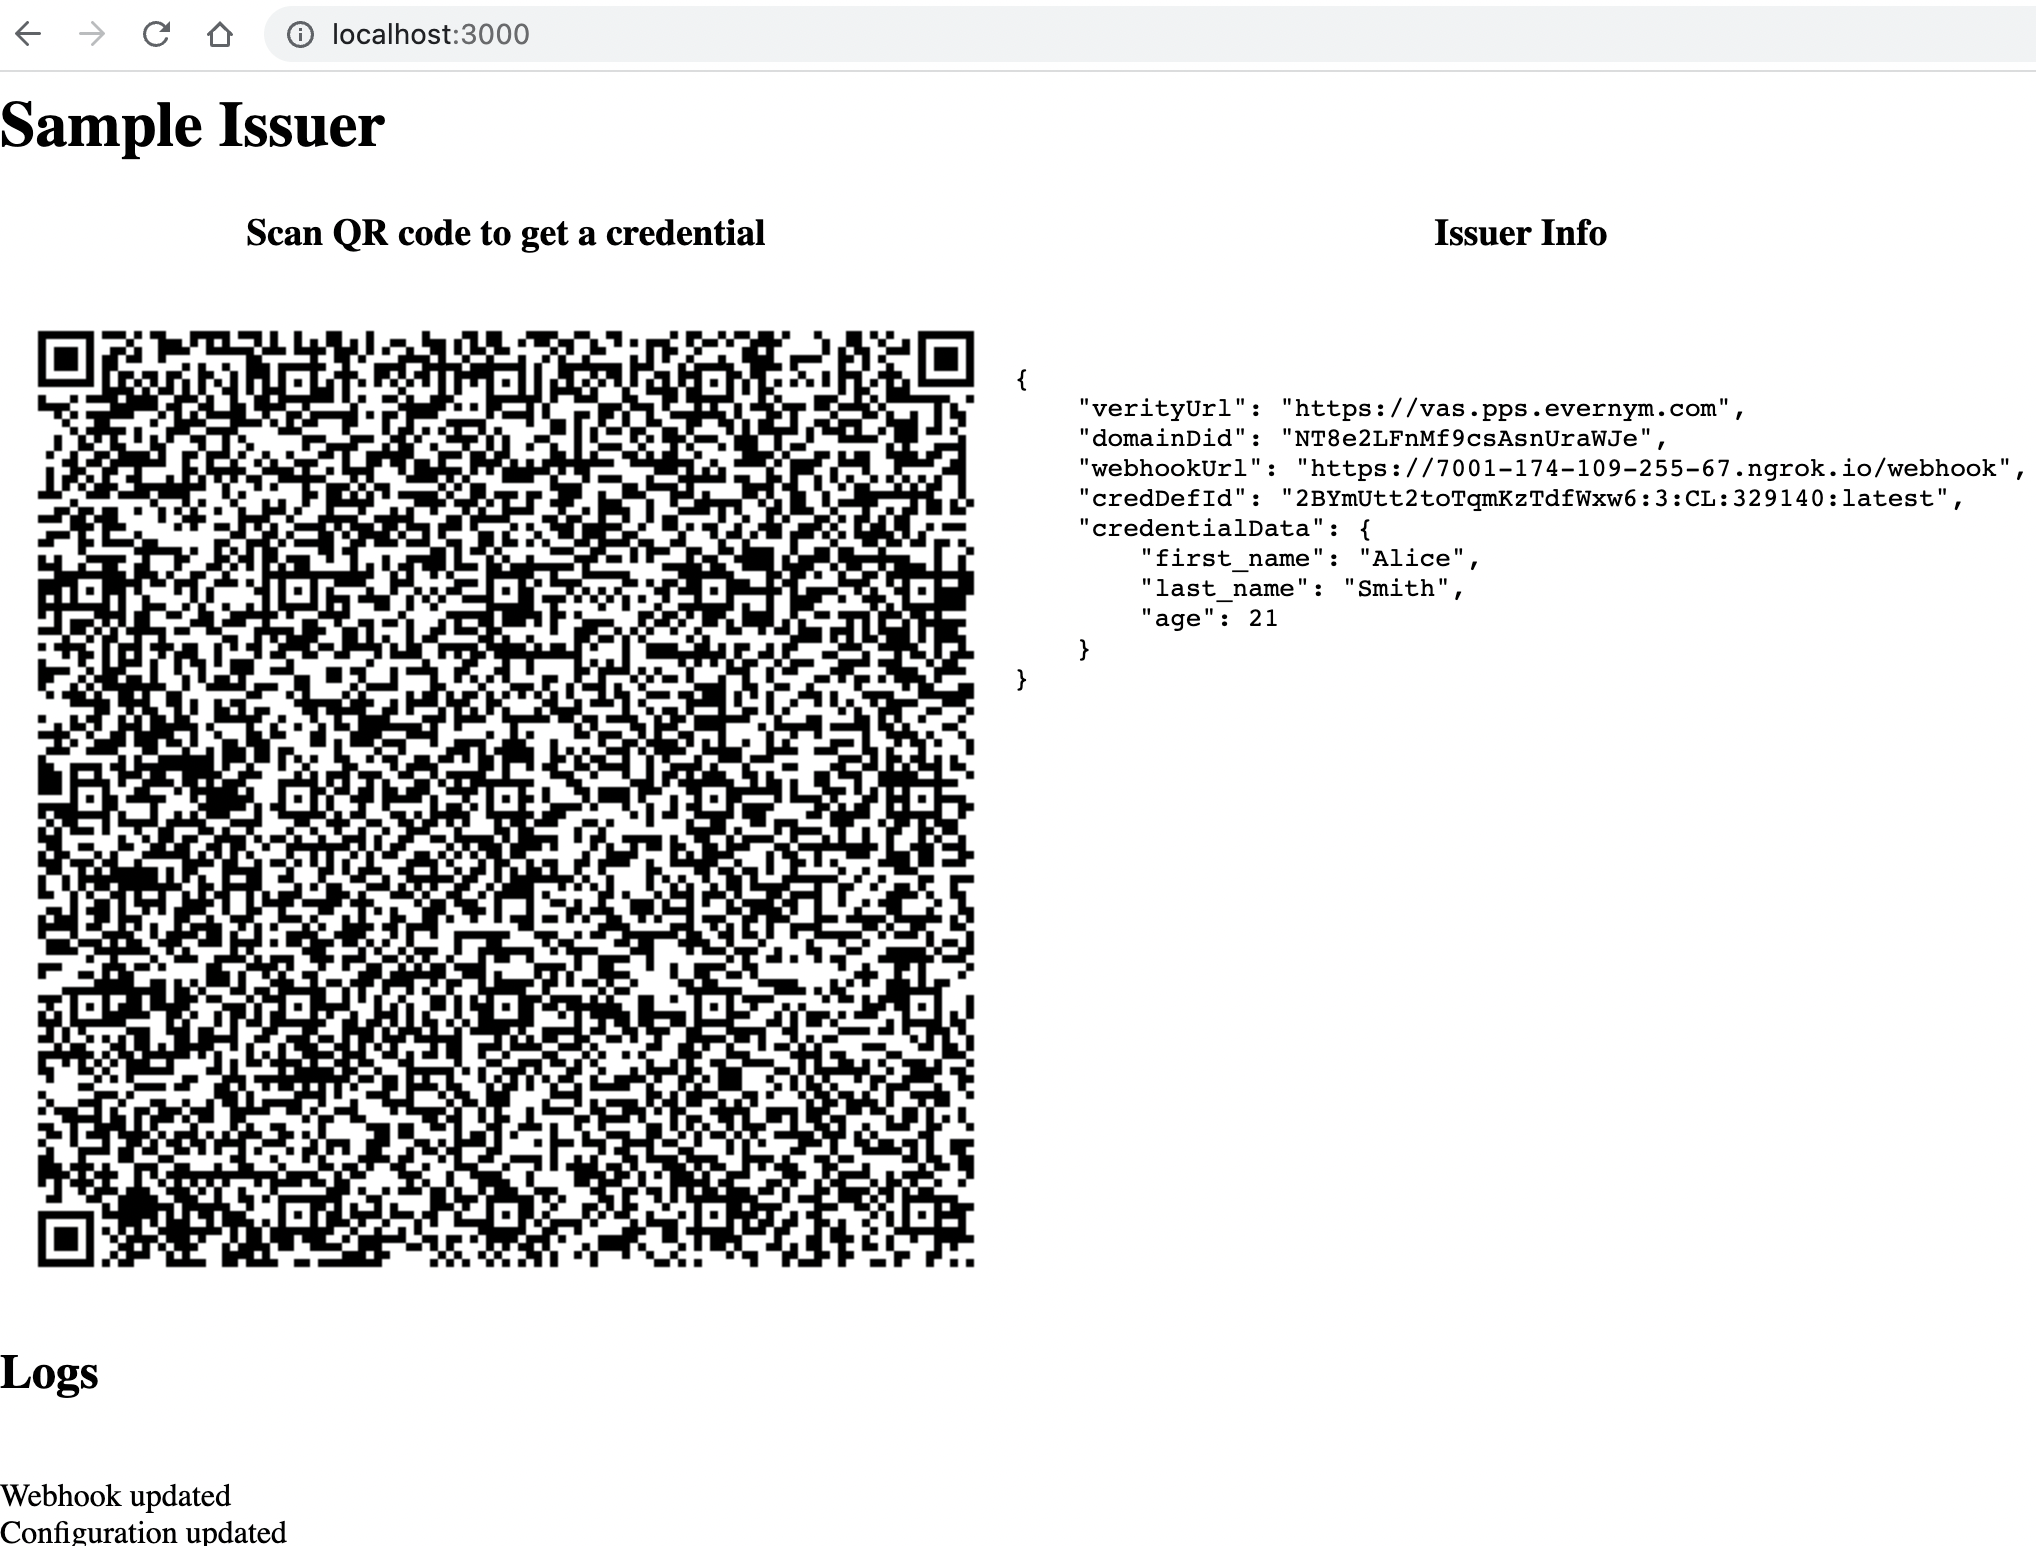 localhost:3000
Sample Issuer
Scan QR code to get a credential
Issuer Info
{
    "verityUrl": "https://vas.pps.evernym.com",
    "domainDid": "NT8e2LFnMf9csAsnUraWJe",
    "webhookUrl": "https://7001-174-109-255-67.ngrok.io/webhook",
    "credDefId": "2BYmUtt2toTqmKzTdfWxw6:3:CL:329140:latest",
    "credentialData": {
        "first_name": "Alice",
        "last_name": "Smith",
        "age": 21
    }
}
Logs
Webhook updated
Configuration updated